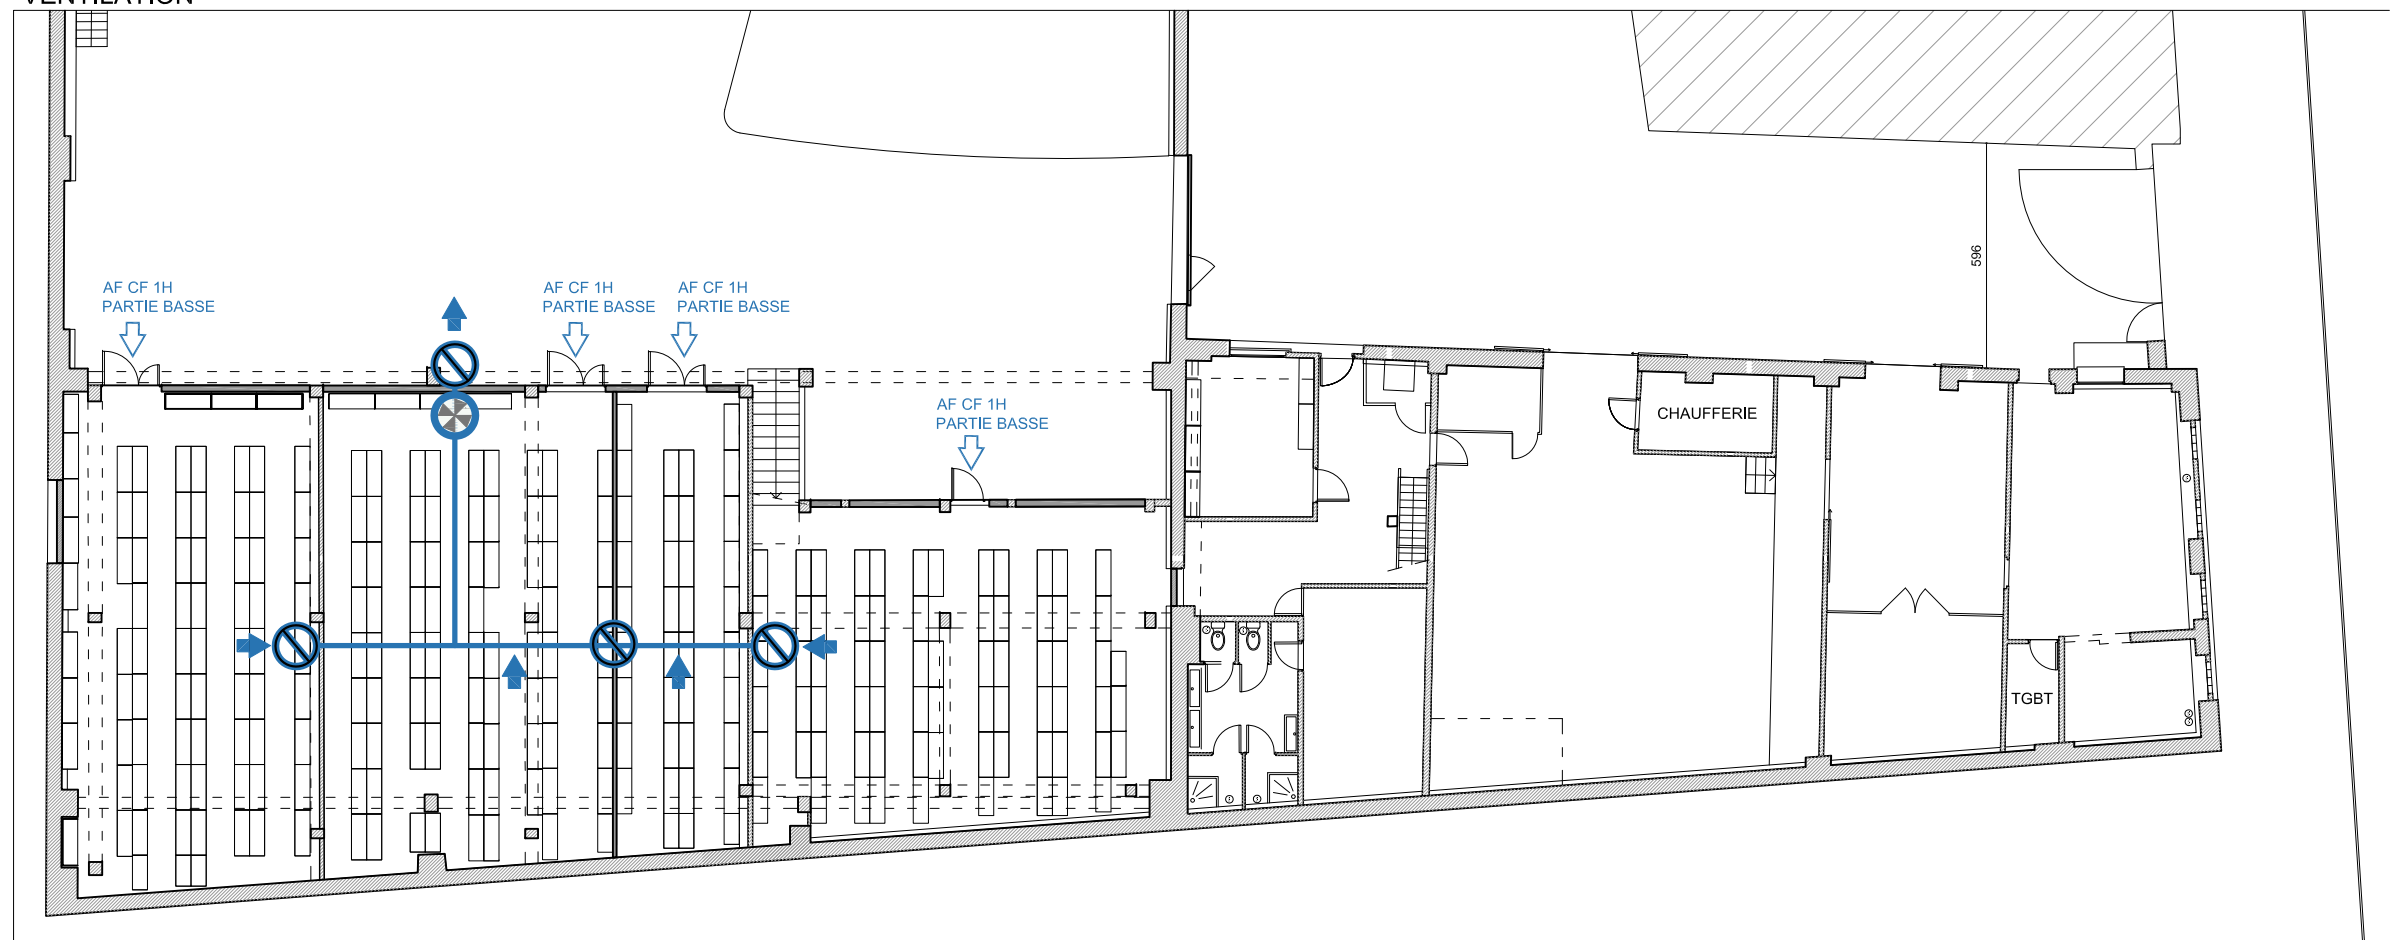 VENTILATION
AF CF 1H
PARTIE BASSE
AF CF 1H
PARTIE BASSE
AF CF 1H
PARTIE BASSE
AF CF 1H
PARTIE BASSE
596
CHAUFFERIE
TGBT